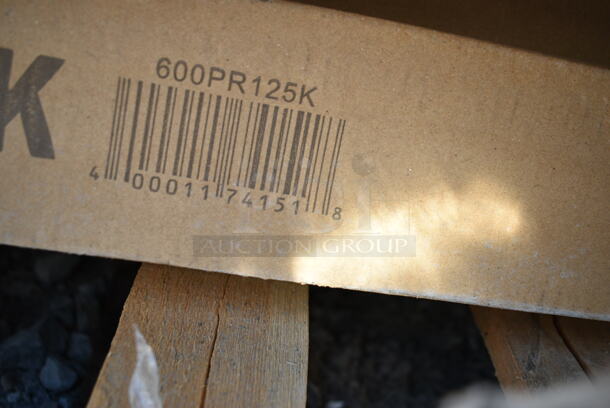 600PR125K
K
4 00011 74151 8
AUCTION GROUP